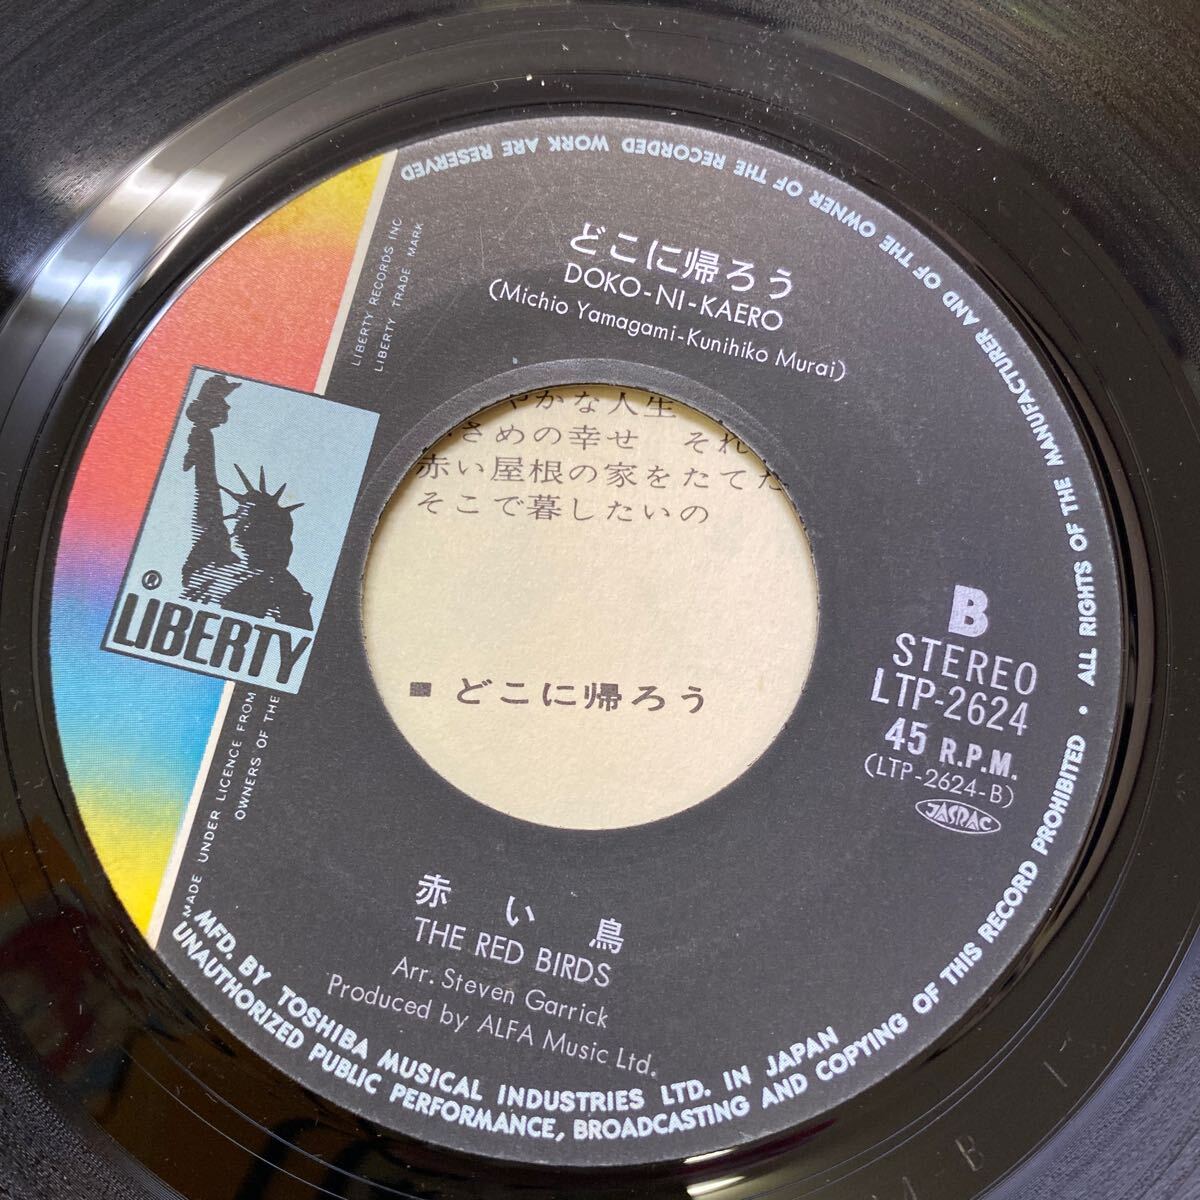 どこに帰ろう
DOKO-NI-KAERO
(Michio Yamagami-Kunihiko Murai)
LIBERTY RECORDS INC
LIBERTY TRADE MARK
® LIBERTY
やかな人生
さめの幸せ それ
赤い屋根の家をたてた
そこで暮したいの
■ どこに帰ろう
B
STEREO
LTP-2624
45 R.P.M.
(LTP-2624-B)
JASRAC
赤い鳥
THE RED BIRDS
Arr. Steven Garrick
Produced by ALFA Music Ltd.
MADE UNDER LICENCE FROM
OWNERS OF THE
MFD. BY TOSHIBA MUSICAL INDUSTRIES LTD. IN JAPAN
UNAUTHORIZED PUBLIC PERFORMANCE, BROADCASTING AND COPYING OF THIS RECORD PROHIBITED • ALL RIGHTS OF THE MANUFACTURER AND OF THE OWNER OF THE RECORDED WORK ARE RESERVED